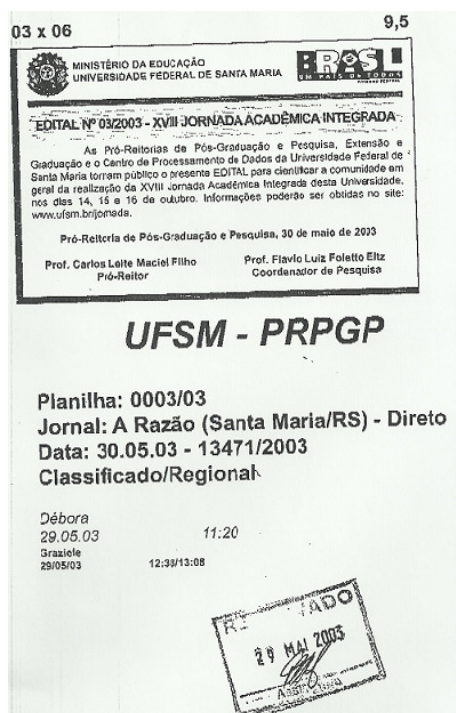 03 x 06
9,5
MINISTÉRIO DA EDUCAÇÃO
UNIVERSIDADE FEDERAL DE SANTA MARIA
BRASIL
UM PAÍS DE TODOS
EDITAL Nº 03/2003 - XVIII JORNADA ACADÊMICA INTEGRADA
As Pró-Reitorias de Pós-Graduação e Pesquisa, Extensão e
Graduação e o Centro de Processamento de Dados da Universidade Federal de
Santa Maria torram público o presente EDITAL para cientificar a comunidade em
geral da realização da XVIII Jornada Acadêmica Integrada desta Universidade,
nos dias 14, 15 e 16 de outubro. Informações poderão ser obtidas no site:
www.ufsm.br/jornada.
Pró-Reitoria de Pós-Graduação e Pesquisa, 30 de maio de 2003
Prof. Carlos Leite Maciel Filho
Pró-Reitor
Prof. Flavio Luiz Foletto Eltz
Coordenador de Pesquisa
UFSM - PRPGP
Planilha: 0003/03
Jornal: A Razão (Santa Maria/RS) - Direto
Data: 30.05.03 - 13471/2003
Classificado/Regional
Débora
29.05.03 11:20
Graziele
29/05/03 12:38/13:08
29 MAI 2003